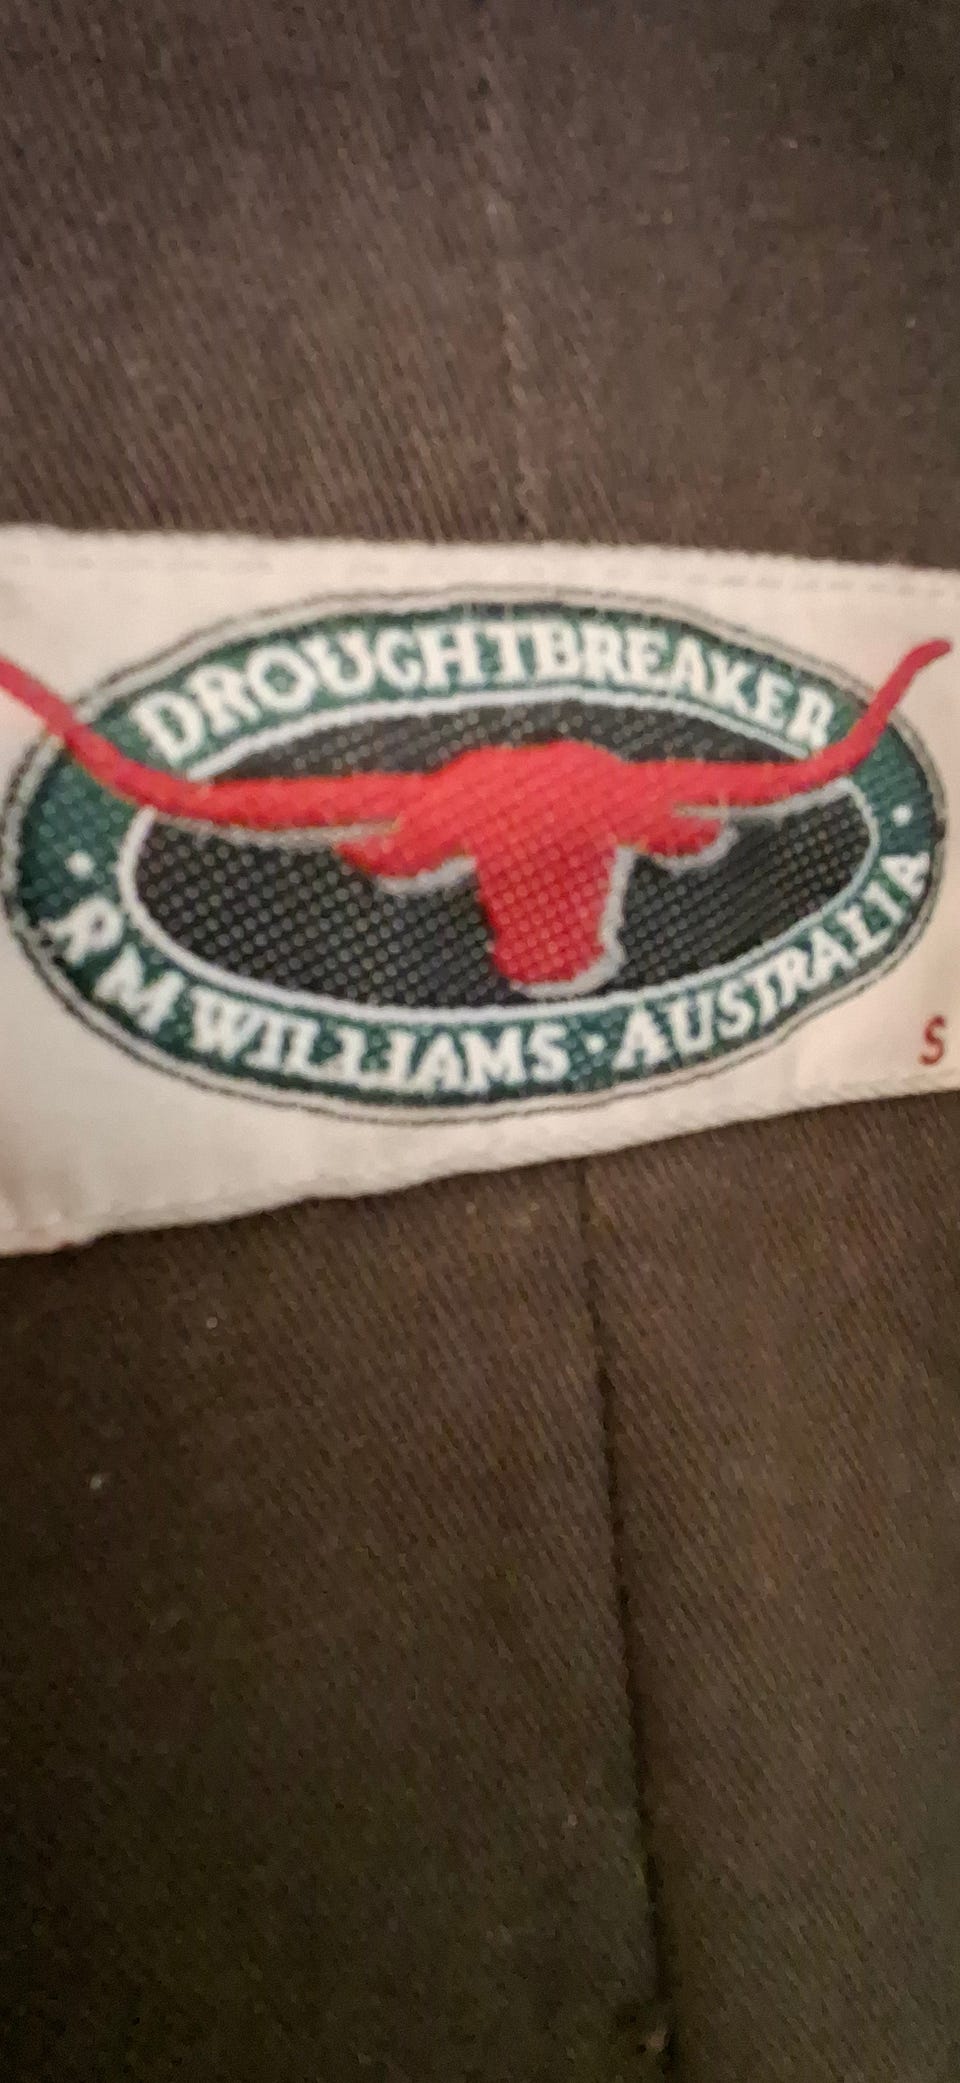 DROUGHTBREAKER
· R M WILLIAMS · AUSTRALIA ·
S